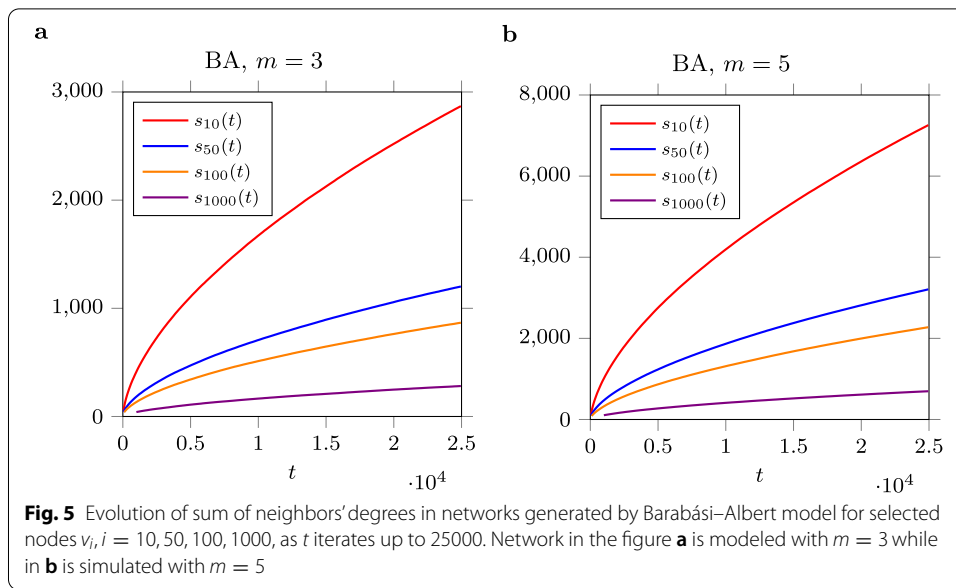 a
BA, m = 3
3,000
2,000
1,000
0
s10(t)
s50(t)
s100(t)
s1000(t)
0 0.5 1 1.5 2 2.5
t
·10^4
b
BA, m = 5
8,000
6,000
4,000
2,000
0
s10(t)
s50(t)
s100(t)
s1000(t)
0 0.5 1 1.5 2 2.5
t
·10^4
Fig. 5 Evolution of sum of neighbors' degrees in networks generated by Barabási–Albert model for selected
nodes vi, i = 10, 50, 100, 1000, as t iterates up to 25000. Network in the figure a is modeled with m = 3 while
in b is simulated with m = 5